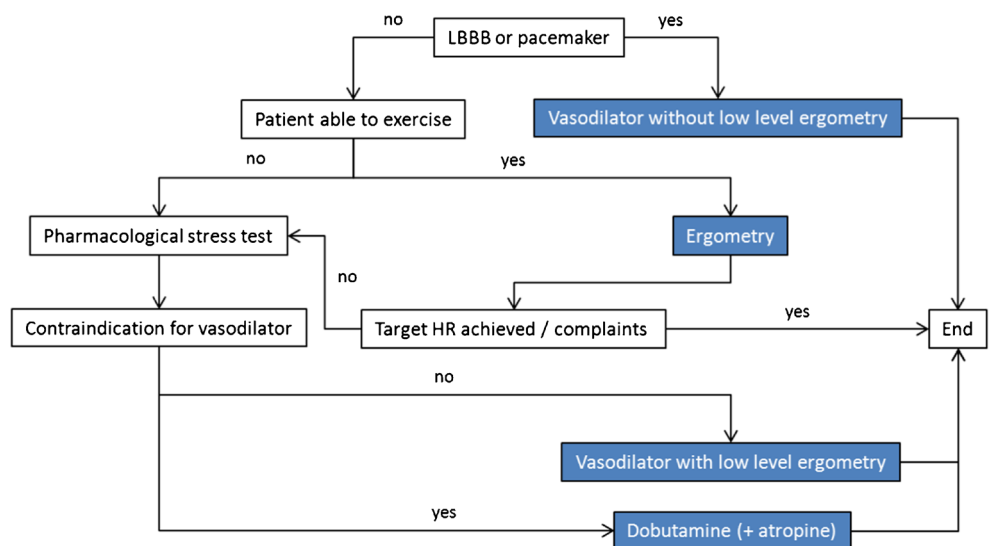 no
yes
LBBB or pacemaker
Patient able to exercise
Vasodilator without low level ergometry
no
yes
Pharmacological stress test
Ergometry
no
Contraindication for vasodilator
Target HR achieved / complaints
yes
End
no
Vasodilator with low level ergometry
yes
Dobutamine (+ atropine)